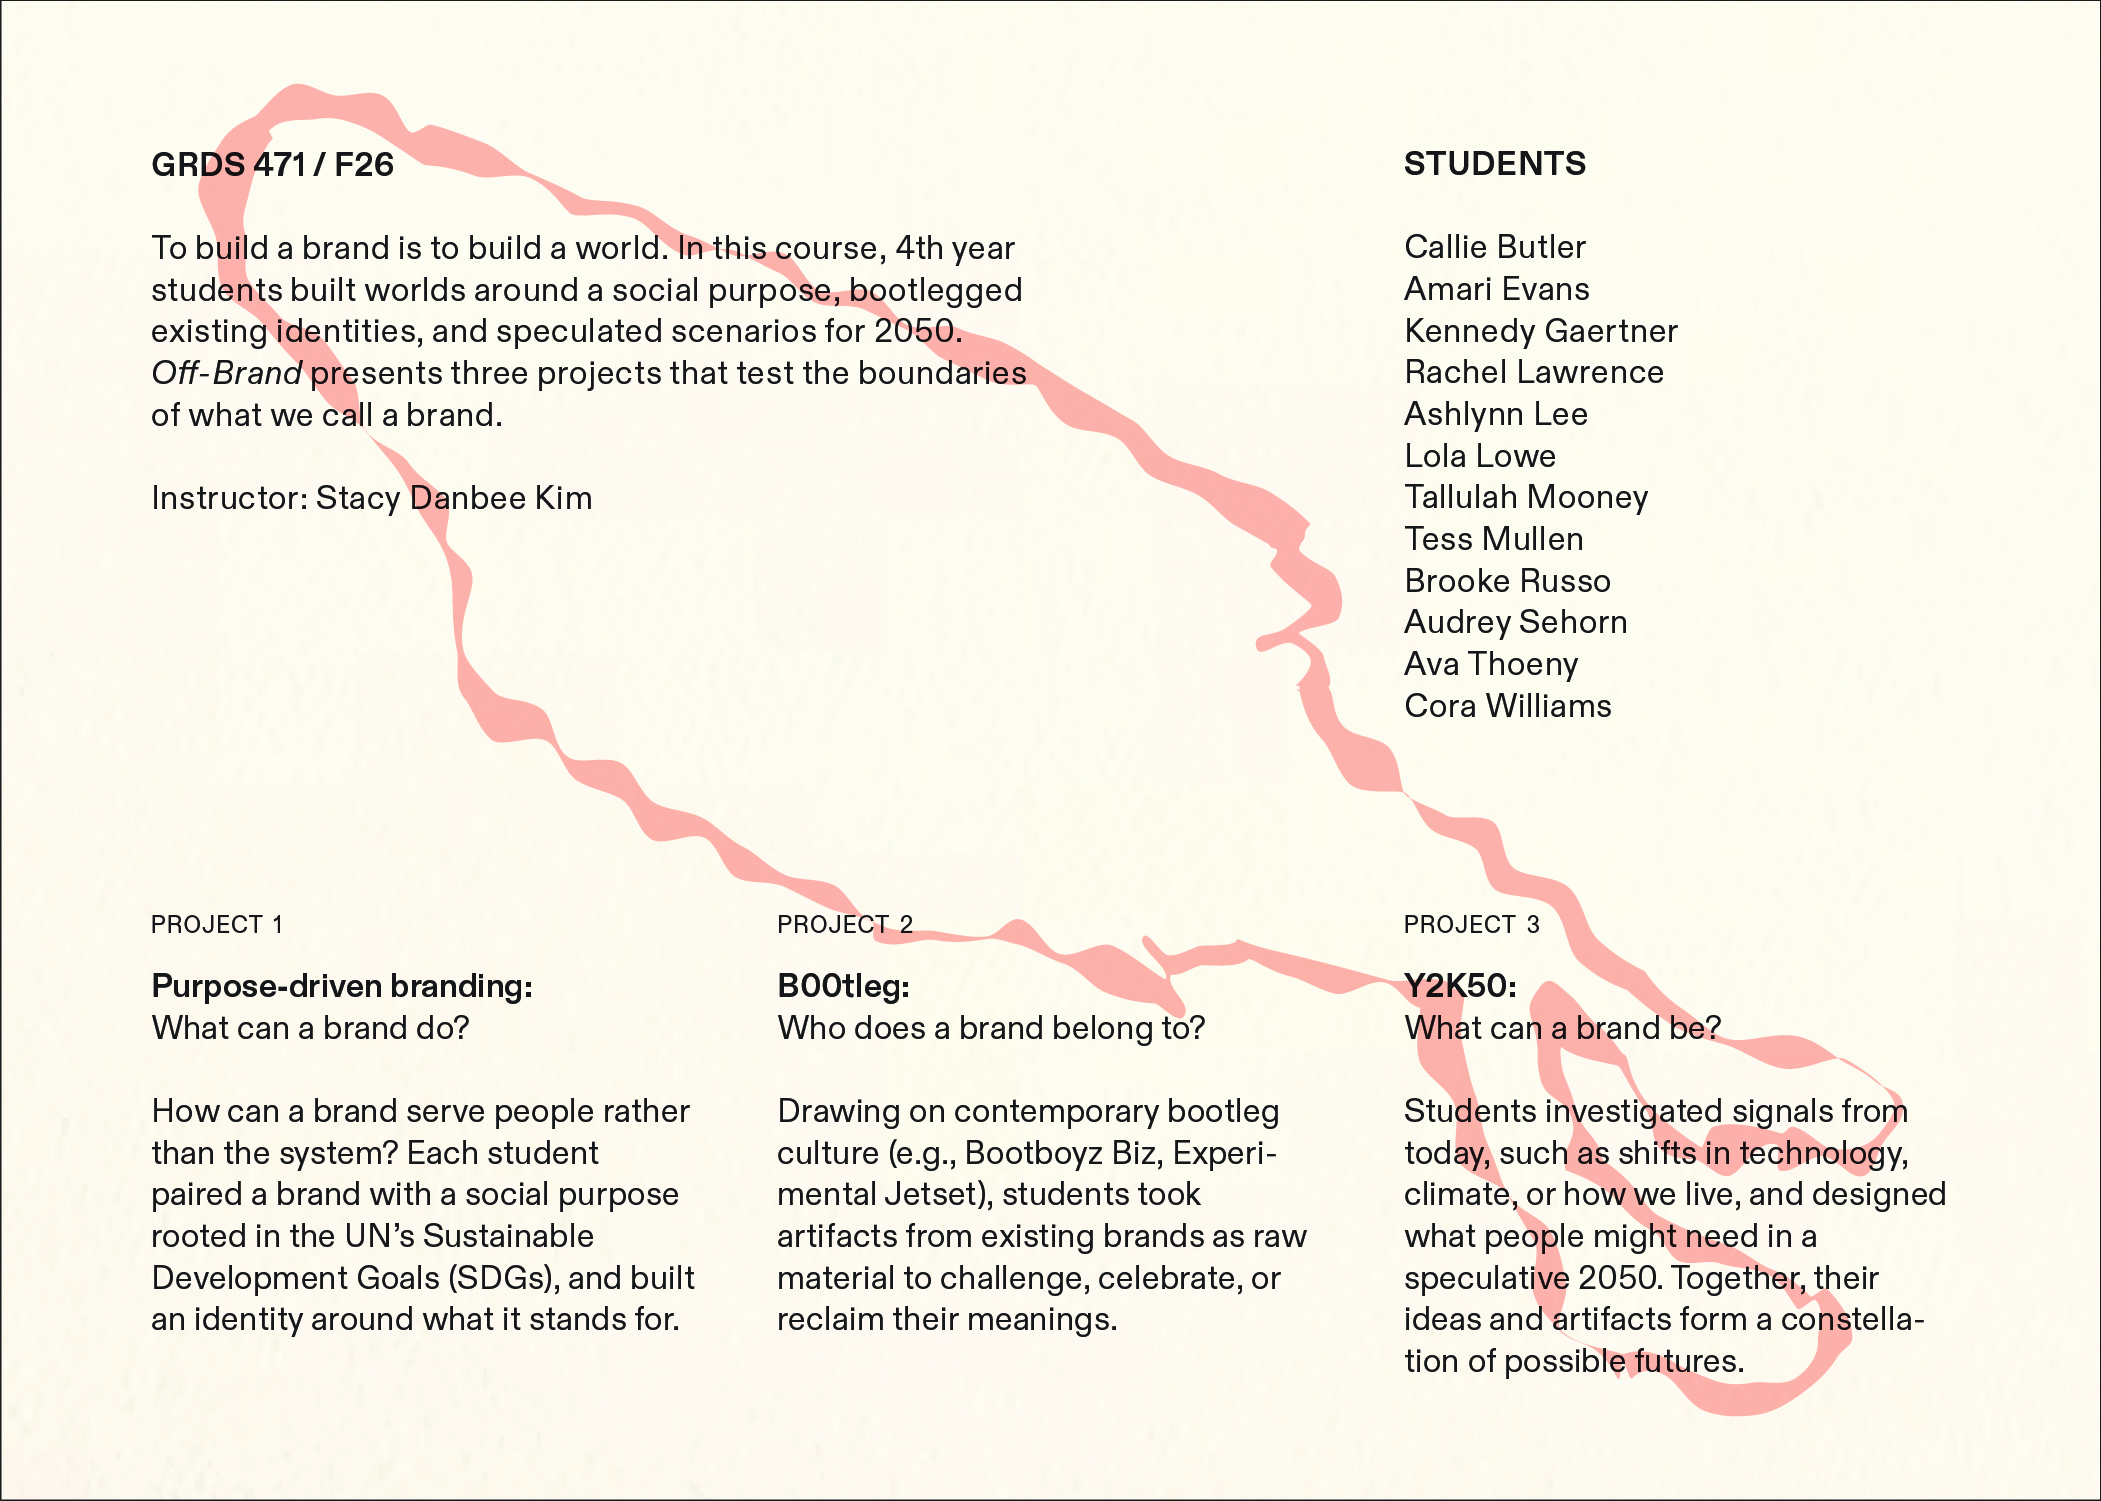 GRDS 471 / F26
To build a brand is to build a world. In this course, 4th year
students built worlds around a social purpose, bootlegged
existing identities, and speculated scenarios for 2050.
Off-Brand presents three projects that test the boundaries
of what we call a brand.
Instructor: Stacy Danbee Kim
STUDENTS
Callie Butler
Amari Evans
Kennedy Gaertner
Rachel Lawrence
Ashlynn Lee
Lola Lowe
Tallulah Mooney
Tess Mullen
Brooke Russo
Audrey Sehorn
Ava Thoeny
Cora Williams
PROJECT 1
Purpose-driven branding:
What can a brand do?
How can a brand serve people rather
than the system? Each student
paired a brand with a social purpose
rooted in the UN’s Sustainable
Development Goals (SDGs), and built
an identity around what it stands for.
PROJECT 2
B00tleg:
Who does a brand belong to?
Drawing on contemporary bootleg
culture (e.g., Bootboyz Biz, Experi-
mental Jetset), students took
artifacts from existing brands as raw
material to challenge, celebrate, or
reclaim their meanings.
PROJECT 3
Y2K50:
What can a brand be?
Students investigated signals from
today, such as shifts in technology,
climate, or how we live, and designed
what people might need in a
speculative 2050. Together, their
ideas and artifacts form a constella-
tion of possible futures.